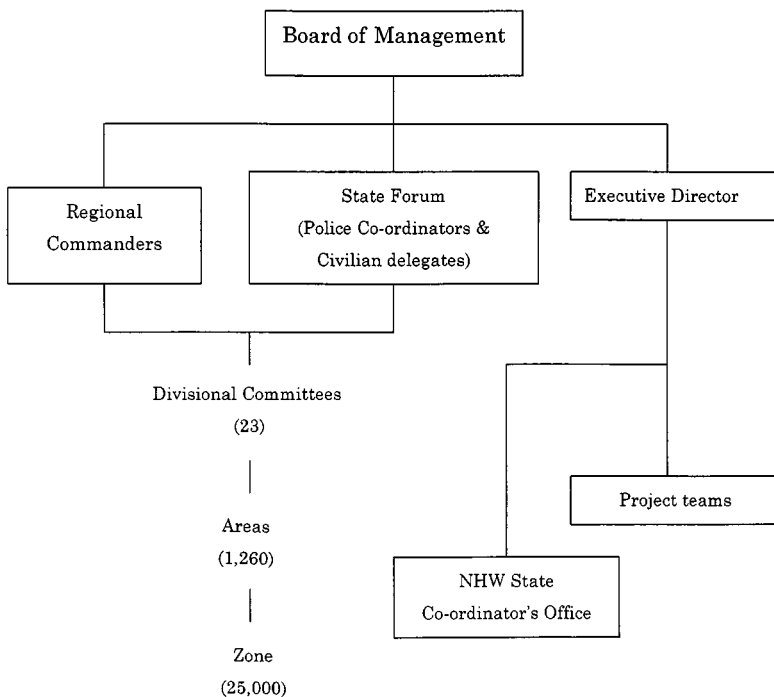 Board of Management
Regional
Commanders
State Forum
(Police Co-ordinators &
Civilian delegates)
Executive Director
Divisional Committees
(23)
Areas
(1,260)
Zone
(25,000)
Project teams
NHW State
Co-ordinator's Office